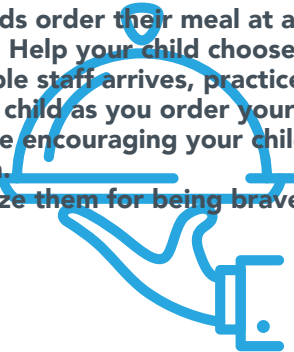 ds order their meal at a
Help your child choose
ble staff arrives, practice
child as you order your
e encouraging your chil
.
ze them for being brave